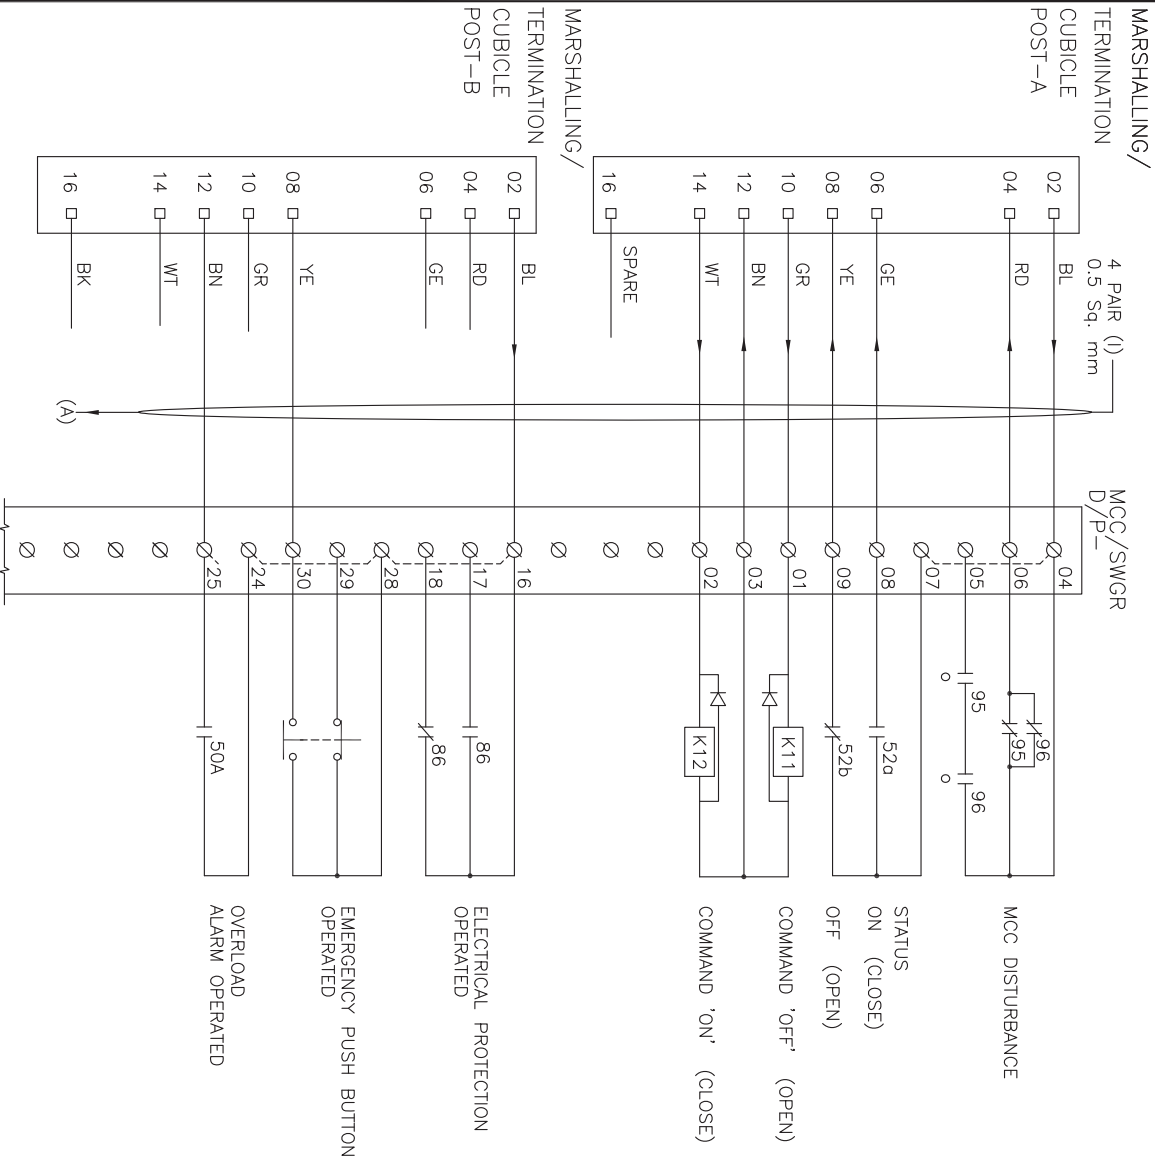 MARSHALLING/
TERMINATION
CUBICLE
POST-A
02
04
06
08
10
12
14
16
4 PAIR (I)
0.5 Sq. mm
BL
RD
GE
YE
GR
BN
WT
SPARE
MARSHALLING/
TERMINATION
CUBICLE
POST-B
02
04
06
08
10
12
14
16
BL
RD
GE
YE
GR
BN
WT
BK
(A)
MCC/SWGR
D/P-
04
06
05
07
08
09
01
03
02
16
17
18
28
29
30
24
25
96
95
95
96
52a
52b
K11
K12
86
86
50A
MCC DISTURBANCE
STATUS
ON (CLOSE)
OFF (OPEN)
COMMAND 'OFF' (OPEN)
COMMAND 'ON' (CLOSE)
ELECTRICAL PROTECTION
OPERATED
EMERGENCY PUSH BUTTON
OPERATED
OVERLOAD
ALARM OPERATED